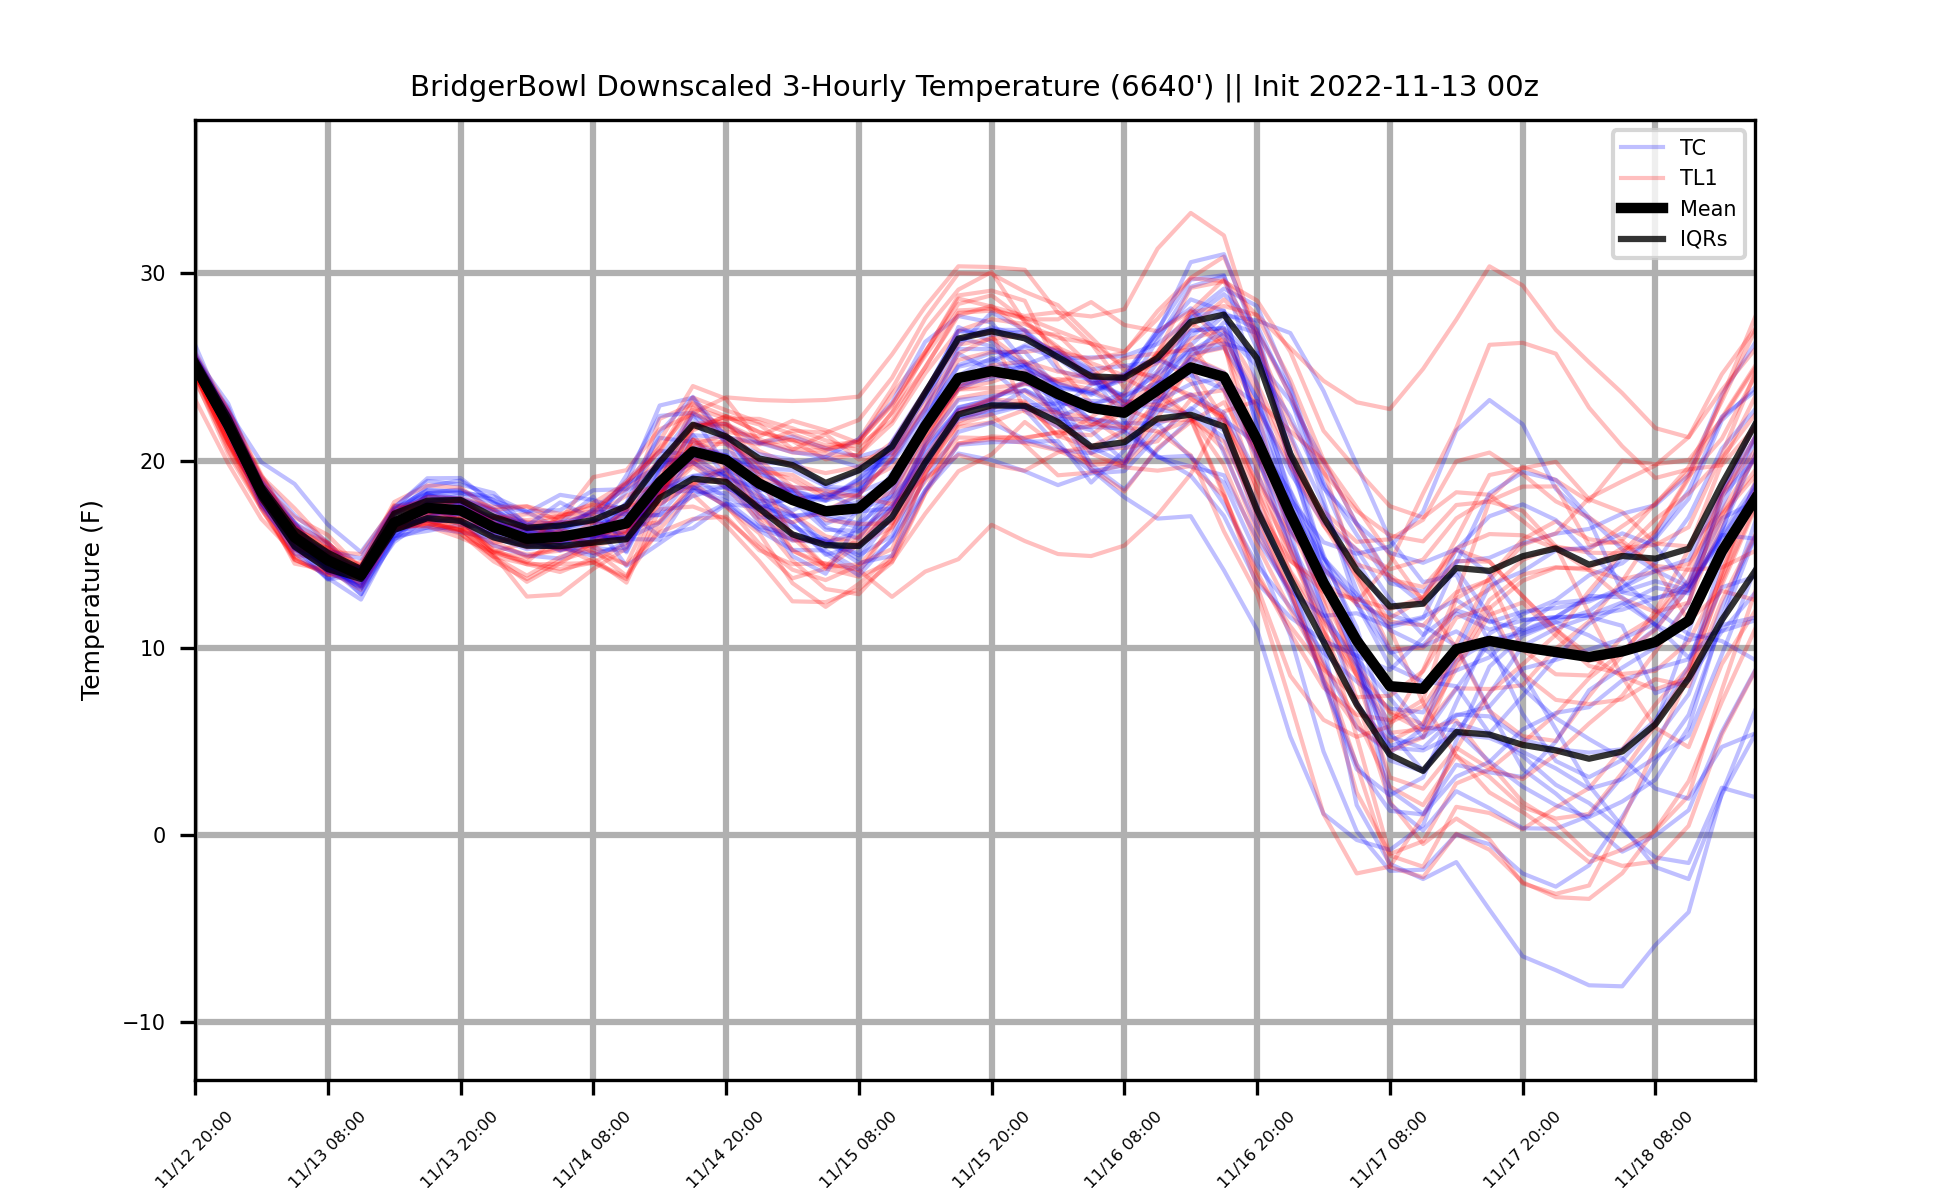 BridgerBowl Downscaled 3-Hourly Temperature (6640') || Init 2022-11-13 00z
TC
TL1
Mean
IQRs
Temperature (F)
30
20
10
0
−10
11/12 20:00
11/13 08:00
11/13 20:00
11/14 08:00
11/14 20:00
11/15 08:00
11/15 20:00
11/16 08:00
11/16 20:00
11/17 08:00
11/17 20:00
11/18 08:00